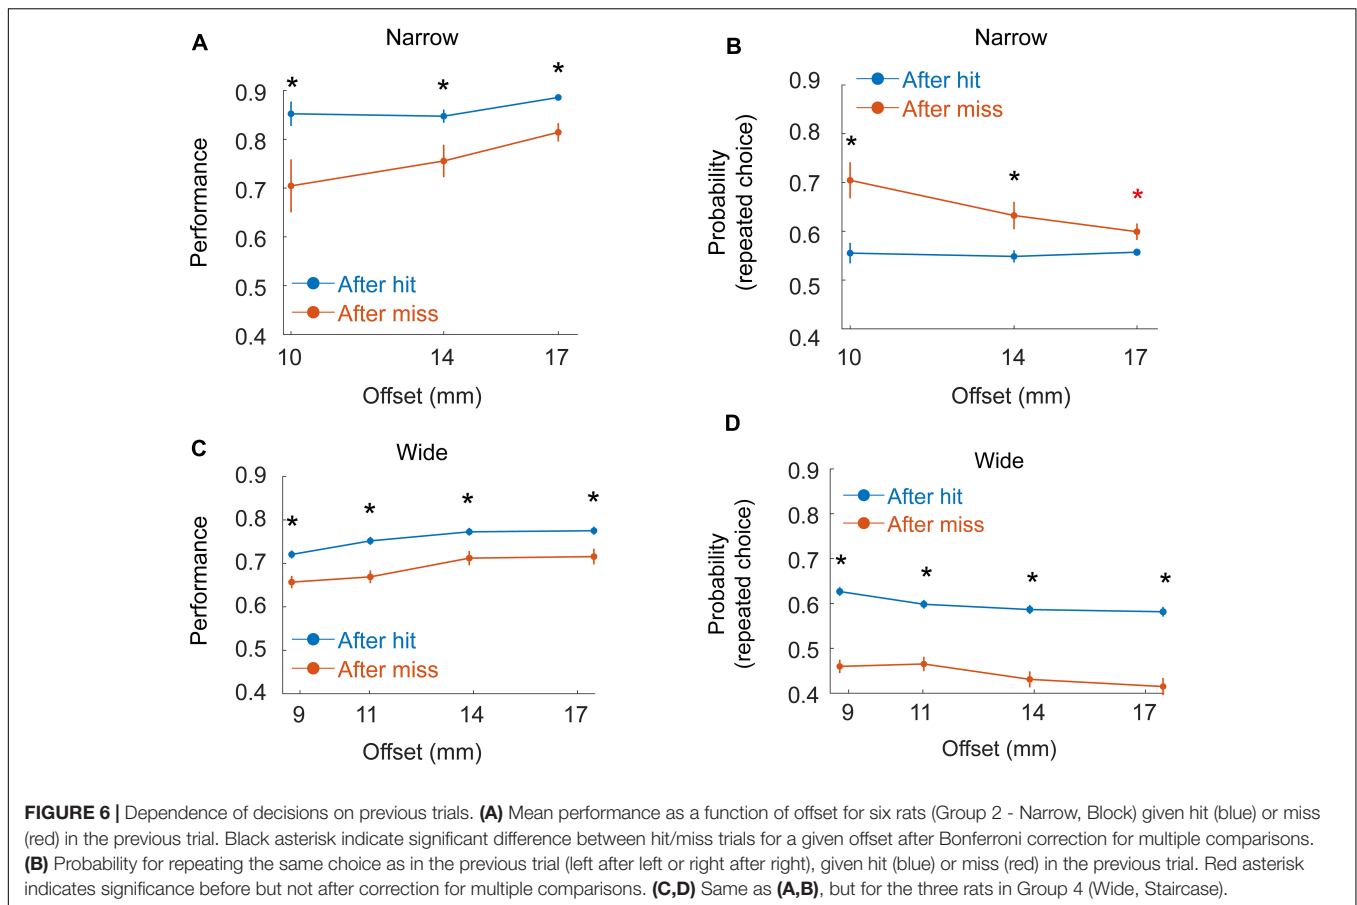 A
Narrow
*
*
*
0.9
0.8
0.7
0.6
0.5
0.4
Performance
After hit
After miss
10
14
17
Offset (mm)
B
Narrow
After hit
After miss
0.9
0.8
0.7
0.6
0.5
0.4
Probability
(repeated choice)
*
*
*
10
14
17
Offset (mm)
C
Wide
0.9
0.8
0.7
0.6
0.5
0.4
Performance
*
*
*
*
After hit
After miss
9
11
14
17
Offset (mm)
D
Wide
0.9
0.8
0.7
0.6
0.5
0.4
Probability
(repeated choice)
After hit
After miss
*
*
*
*
9
11
14
17
Offset (mm)
FIGURE 6 | Dependence of decisions on previous trials. (A) Mean performance as a function of offset for six rats (Group 2 - Narrow, Block) given hit (blue) or miss
(red) in the previous trial. Black asterisk indicate significant difference between hit/miss trials for a given offset after Bonferroni correction for multiple comparisons.
(B) Probability for repeating the same choice as in the previous trial (left after left or right after right), given hit (blue) or miss (red) in the previous trial. Red asterisk
indicates significance before but not after correction for multiple comparisons. (C,D) Same as (A,B), but for the three rats in Group 4 (Wide, Staircase).